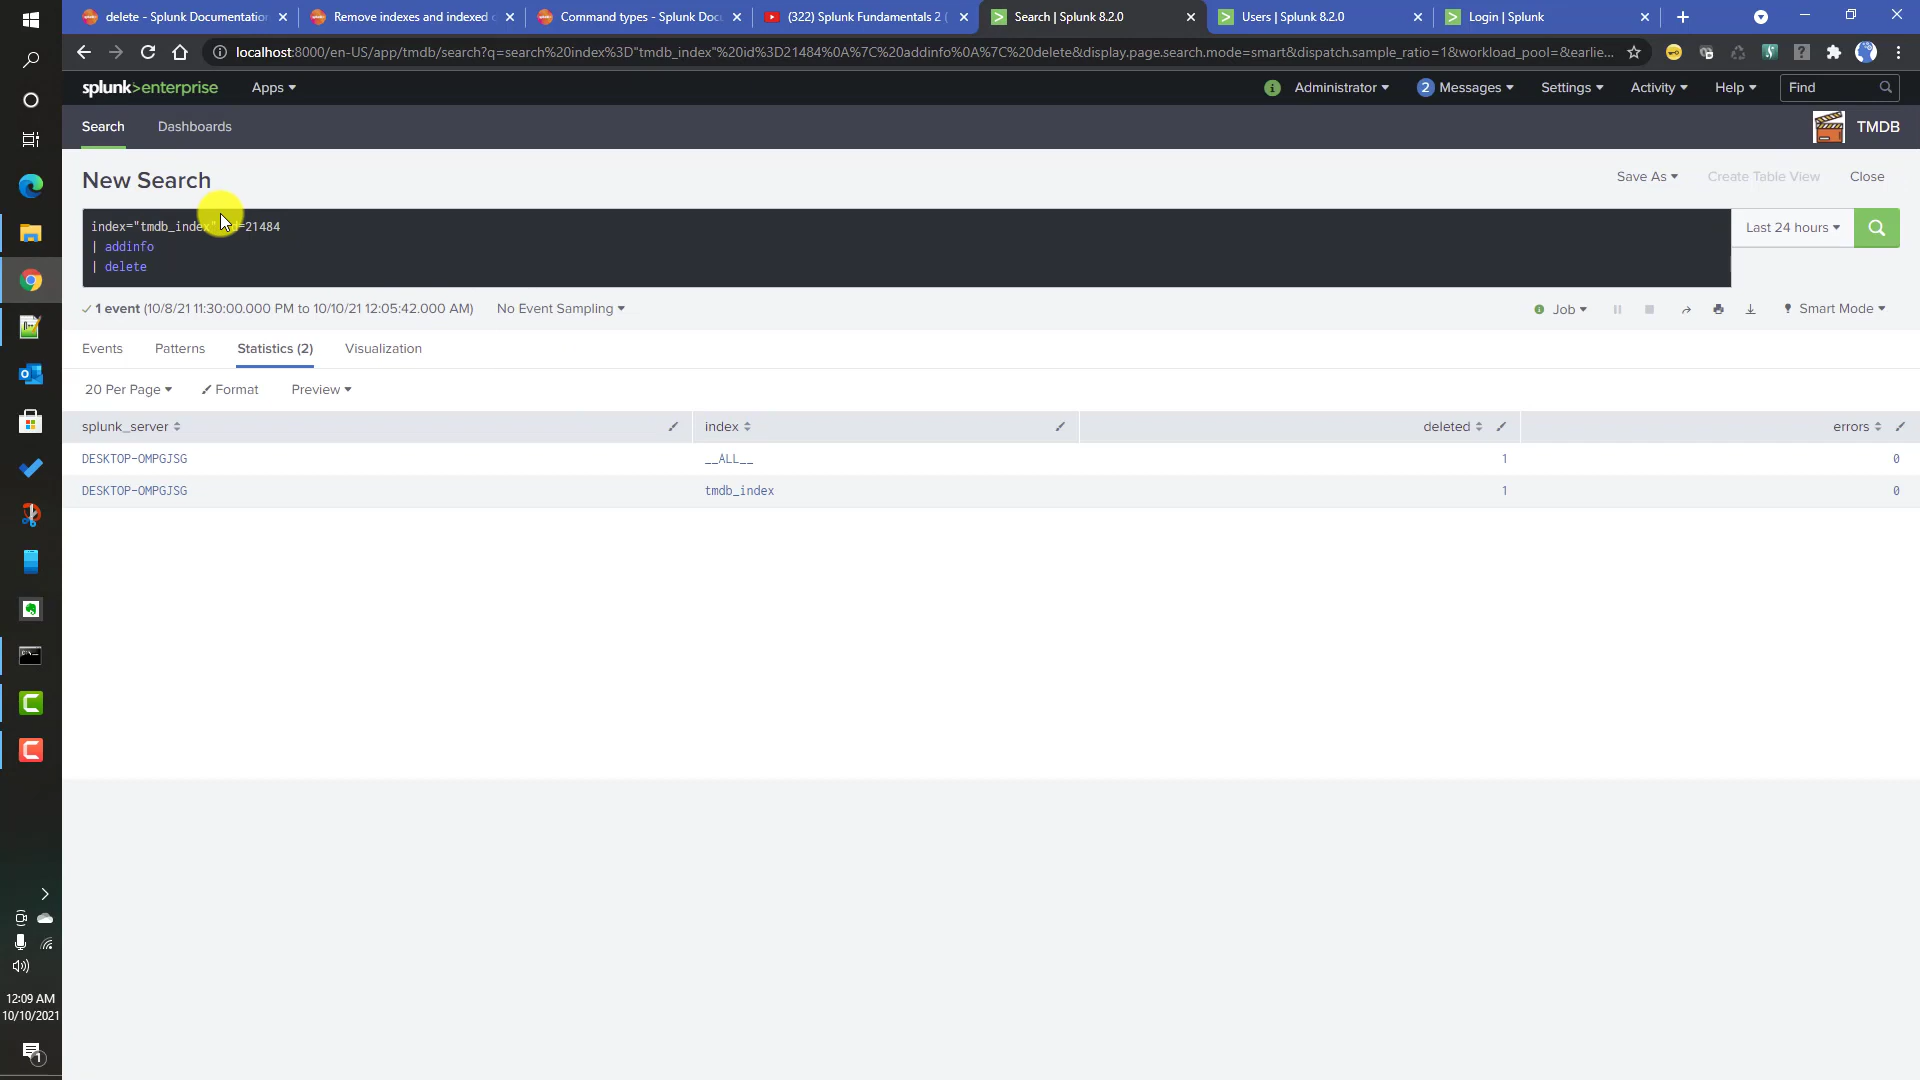 delete - Splunk Documentation
Remove indexes and indexed
Command types - Splunk Doc
(322) Splunk Fundamentals 2 (
Search | Splunk 8.2.0
Users | Splunk 8.2.0
Login | Splunk
localhost:8000/en-US/app/tmdb/search?q=search%20index%3D"tmdb_index"%20id%3D21484%0A%7C%20addinfo%0A%7C%20delete&display.page.search.mode=smart&dispatch.sample_ratio=1&workload_pool=&earlie...
splunk>enterprise Apps
Administrator 2 Messages Settings Activity Help Find
Search Dashboards TMDB
New Search
Save As Create Table View Close
index="tmdb_index" id=21484
| addinfo
| delete
Last 24 hours
1 event (10/8/21 11:30:00.000 PM to 10/10/21 12:05:42.000 AM) No Event Sampling
Job Smart Mode
Events Patterns Statistics (2) Visualization
20 Per Page Format Preview
splunk_server index deleted errors
DESKTOP-OMPGJSG __ALL__ 1 0
DESKTOP-OMPGJSG tmdb_index 1 0
12:09 AM
10/10/2021
1